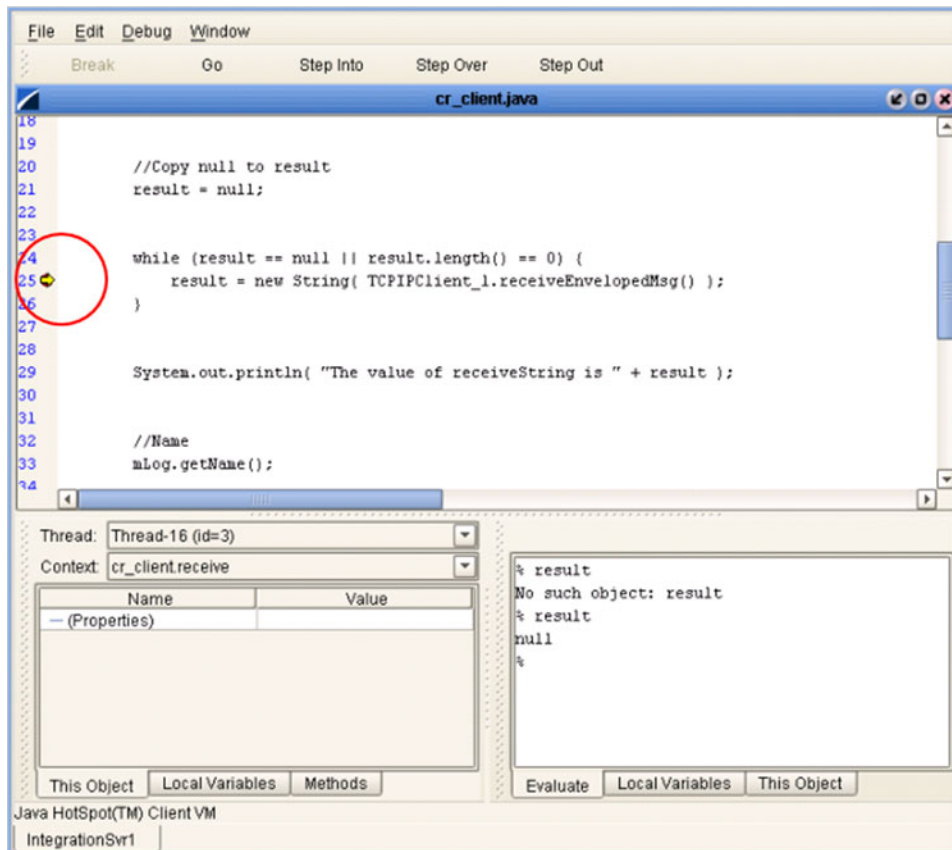 File Edit Debug Window
Break Go Step Into Step Over Step Out
cr_client.java
18
19
20 //Copy null to result
21 result = null;
22
23
24 while (result == null || result.length() == 0) {
25 result = new String( TCPIPClient_1.receiveEnvelopedMsg() );
26 }
27
28
29 System.out.println( "The value of receiveString is " + result );
30
31
32 //Name
33 mLog.getName();
34
Thread: Thread-16 (id=3)
Context: cr_client.receive
Name Value
(Properties)
This Object Local Variables Methods
% result
No such object: result
% result
null
%
Evaluate Local Variables This Object
Java HotSpot(TM) Client VM
IntegrationSvr1